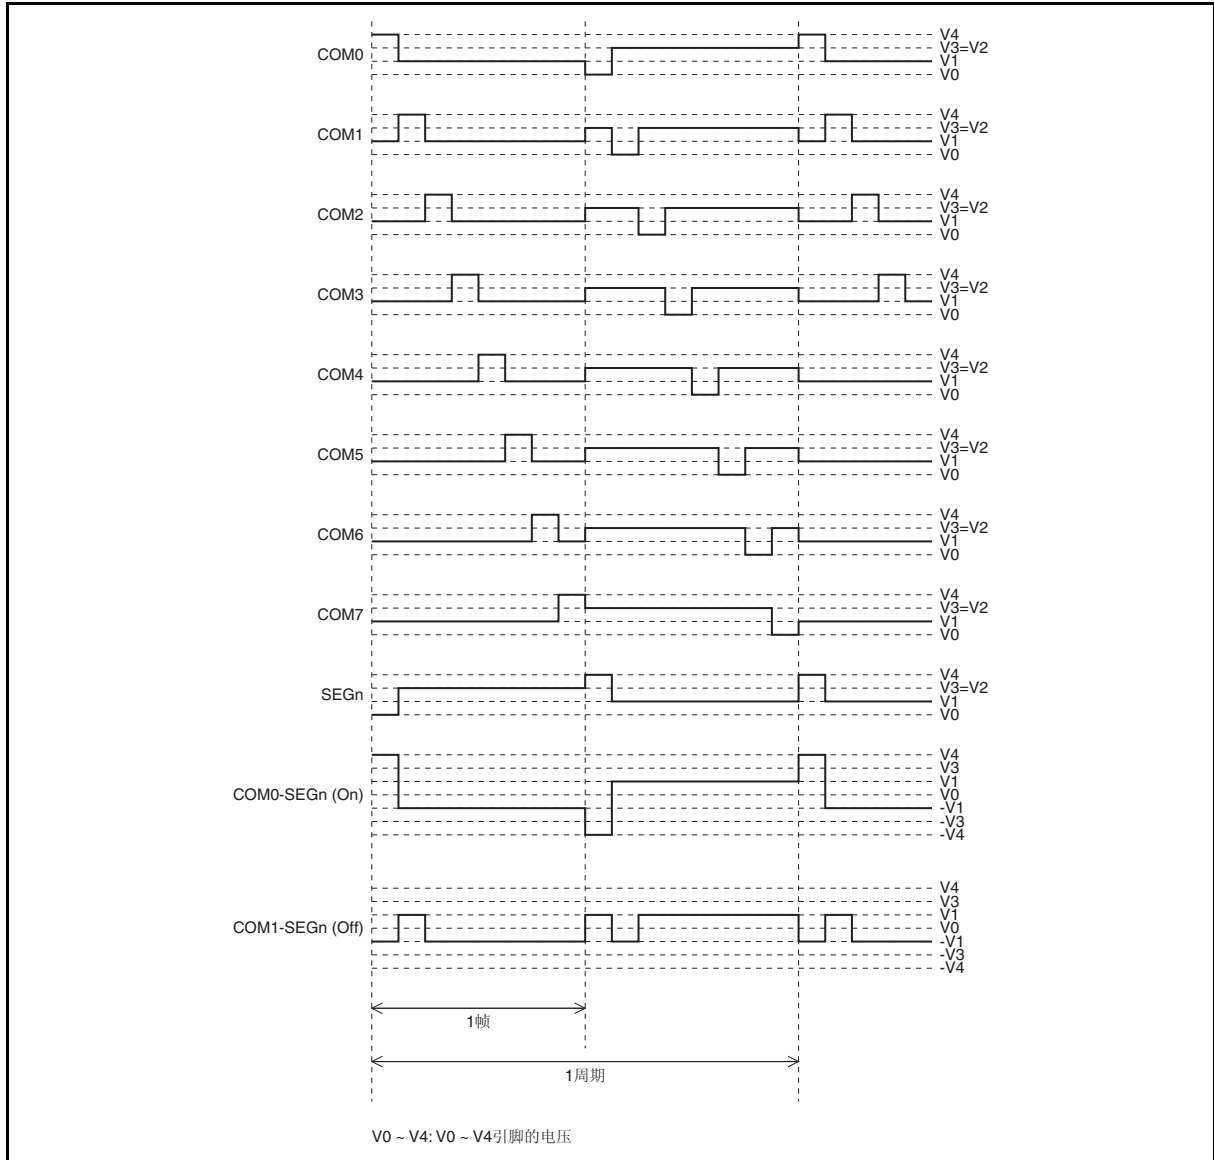 COM0
V4
V3=V2
V1
V0
COM1
V4
V3=V2
V1
V0
COM2
V4
V3=V2
V1
V0
COM3
V4
V3=V2
V1
V0
COM4
V4
V3=V2
V1
V0
COM5
V4
V3=V2
V1
V0
COM6
V4
V3=V2
V1
V0
COM7
V4
V3=V2
V1
V0
SEGn
V4
V3=V2
V1
V0
COM0-SEGn (On)
V4
V3
V1
V0
-V1
-V3
-V4
COM1-SEGn (Off)
V4
V3
V1
V0
-V1
-V3
-V4
1帧
1周期
V0 ~ V4: V0 ~ V4引脚的电压